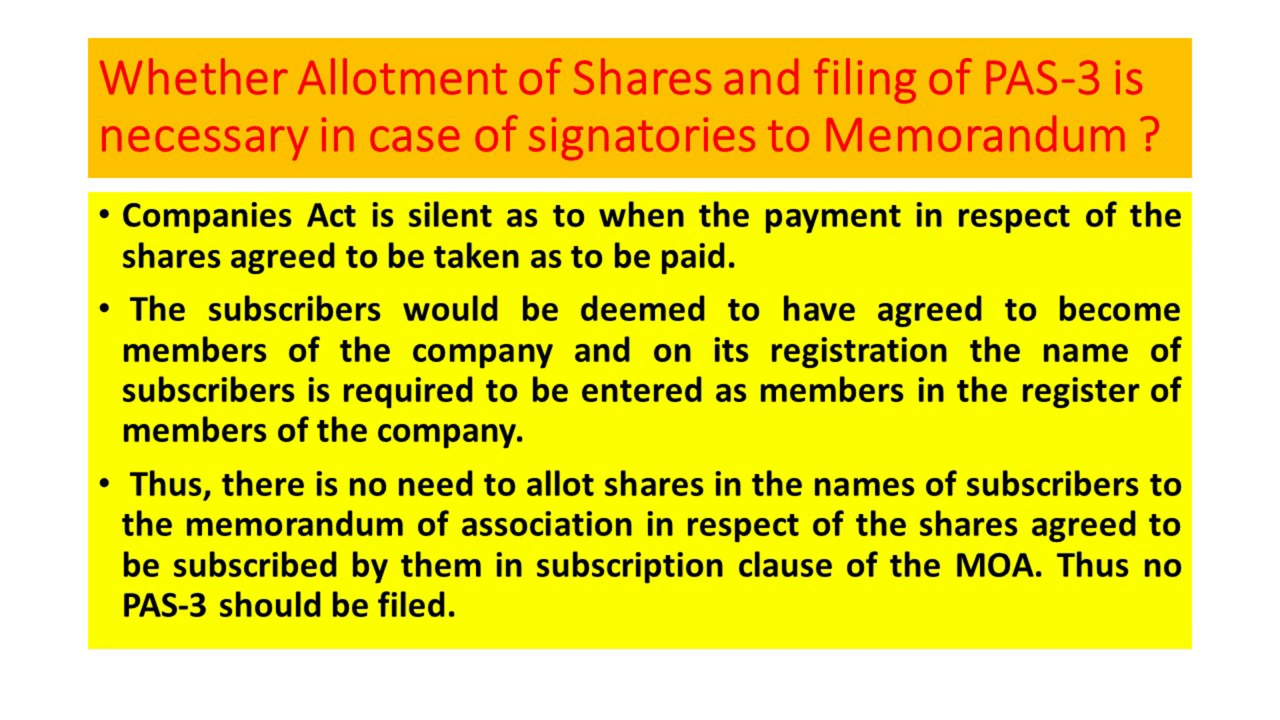 Whether Allotment of Shares and filing of PAS-3 is
necessary in case of signatories to Memorandum ?
• Companies Act is silent as to when the payment in respect of the
shares agreed to be taken as to be paid.
• The subscribers would be deemed to have agreed to become
members of the company and on its registration the name of
subscribers is required to be entered as members in the register of
members of the company.
• Thus, there is no need to allot shares in the names of subscribers to
the memorandum of association in respect of the shares agreed to
be subscribed by them in subscription clause of the MOA. Thus no
PAS-3 should be filed.